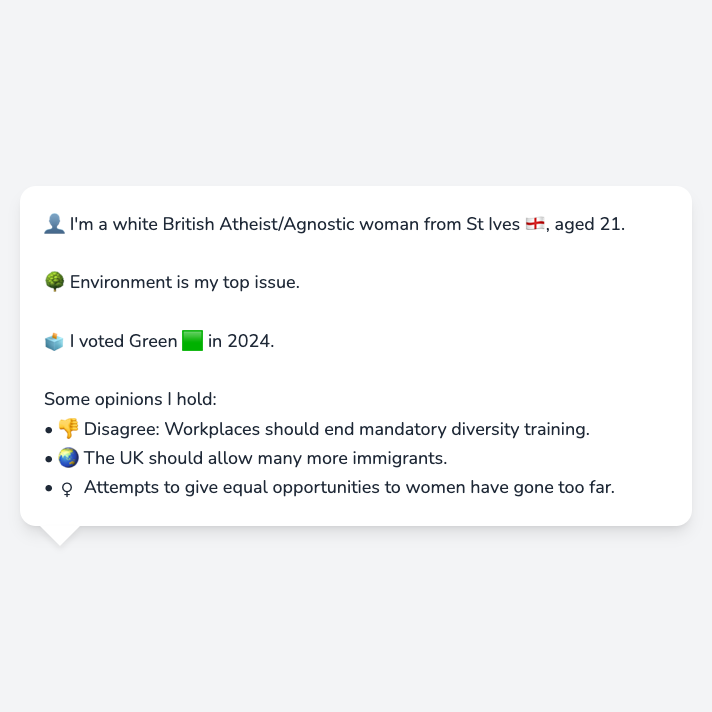 👤 I'm a white British Atheist/Agnostic woman from St Ives 🏴󠁧󠁢󠁥󠁮󠁧󠁿, aged 21.
🌳 Environment is my top issue.
🗳️ I voted Green 🟩 in 2024.
Some opinions I hold:
• 👎 Disagree: Workplaces should end mandatory diversity training.
• 🌏 The UK should allow many more immigrants.
• ♀ Attempts to give equal opportunities to women have gone too far.